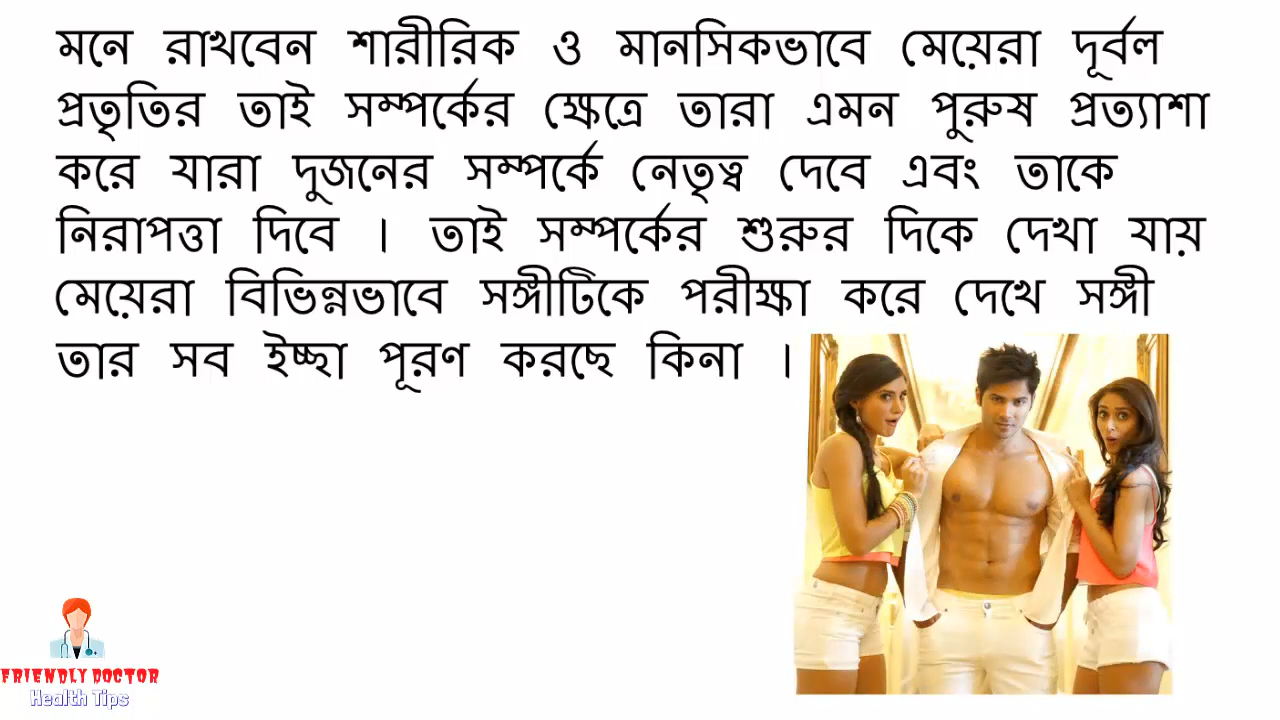 মনে রাখবেন শারীরিক ও মানসিকভাবে মেয়েরা দূর্বল
প্রতৃতির তাই সম্পর্কের ক্ষেত্রে তারা এমন পুরুষ প্রত্যাশা
করে যারা দুজনের সম্পর্কে নেতৃত্ব দেবে এবং তাকে
নিরাপত্তা দিবে । তাই সম্পর্কের শুরুর দিকে দেখা যায়
মেয়েরা বিভিন্নভাবে সঙ্গীটিকে পরীক্ষা করে দেখে সঙ্গী
তার সব ইচ্ছা পূরণ করছে কিনা ।
FRIENDLY DOCTOR
Health Tips